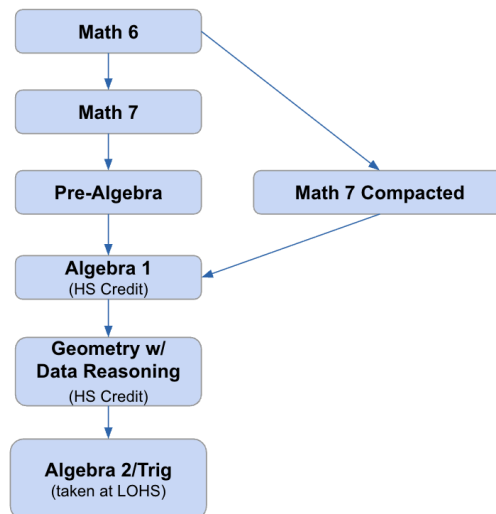 Math 6
Math 7
Pre-Algebra
Math 7 Compacted
Algebra 1
(HS Credit)
Geometry w/
Data Reasoning
(HS Credit)
Algebra 2/Trig
(taken at LOHS)